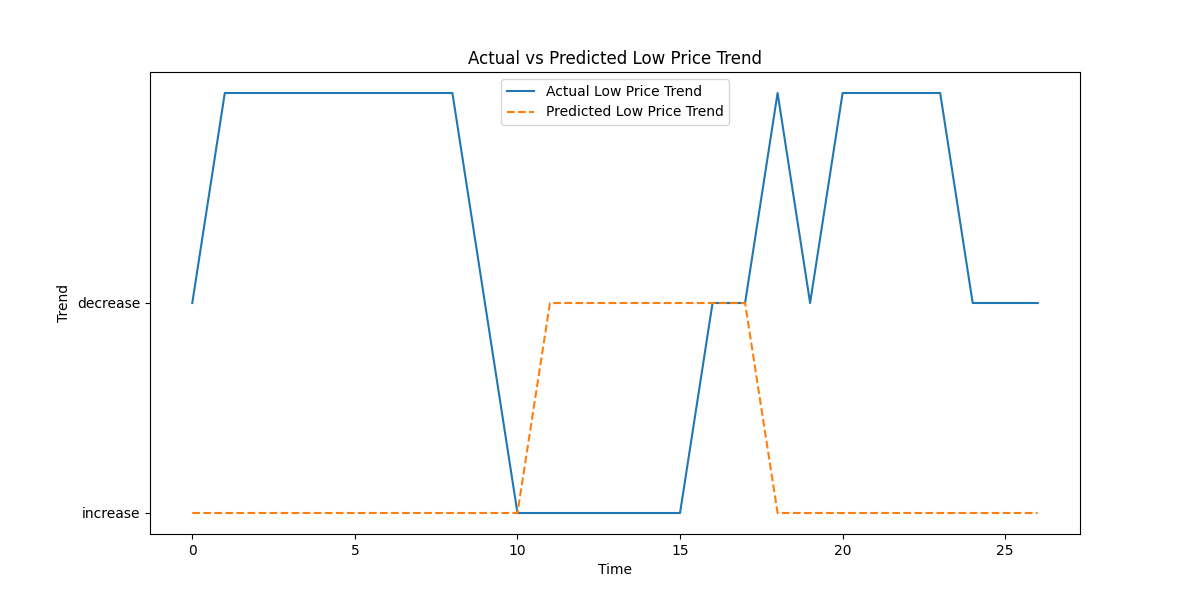 Actual vs Predicted Low Price Trend
Actual Low Price Trend
Predicted Low Price Trend
Trend
decrease
increase
0 5 10 15 20 25
Time